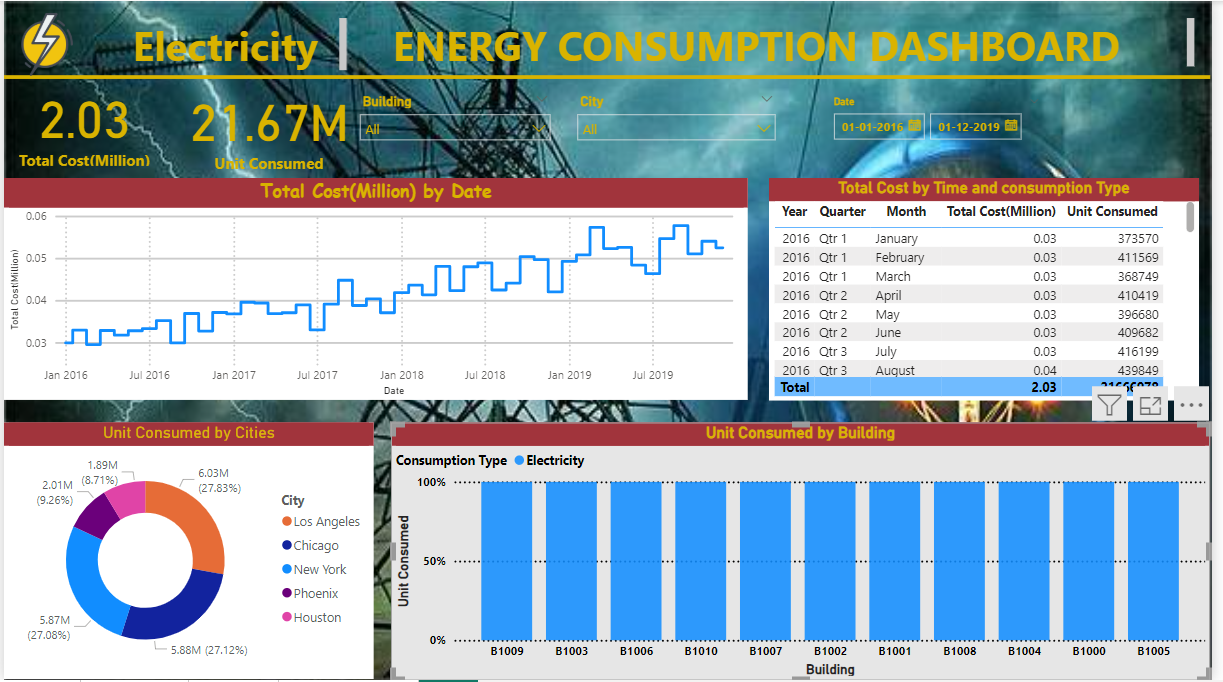 Electricity
ENERGY CONSUMPTION DASHBOARD
2.03
Total Cost(Million)
21.67M
Unit Consumed
Building
All
City
All
Date
01-01-2016
01-12-2019
Total Cost(Million) by Date
Total Cost(Million)
0.06
0.05
0.04
0.03
Jan 2016 Jul 2016 Jan 2017 Jul 2017 Jan 2018 Jul 2018 Jan 2019 Jul 2019
Date
Total Cost by Time and consumption Type
Year Quarter Month Total Cost(Million) Unit Consumed
2016 Qtr 1 January 0.03 373570
2016 Qtr 1 February 0.03 411569
2016 Qtr 1 March 0.03 368749
2016 Qtr 2 April 0.03 410419
2016 Qtr 2 May 0.03 396680
2016 Qtr 2 June 0.03 409682
2016 Qtr 3 July 0.03 416199
2016 Qtr 3 August 0.04 439849
Total 2.03
Unit Consumed by Cities
1.89M
(8.71%)
2.01M
(9.26%)
6.03M
(27.83%)
5.87M
(27.08%)
5.88M (27.12%)
City
Los Angeles
Chicago
New York
Phoenix
Houston
Unit Consumed by Building
Consumption Type Electricity
Unit Consumed
100%
50%
0%
B1009 B1003 B1006 B1010 B1007 B1002 B1001 B1008 B1004 B1000 B1005
Building